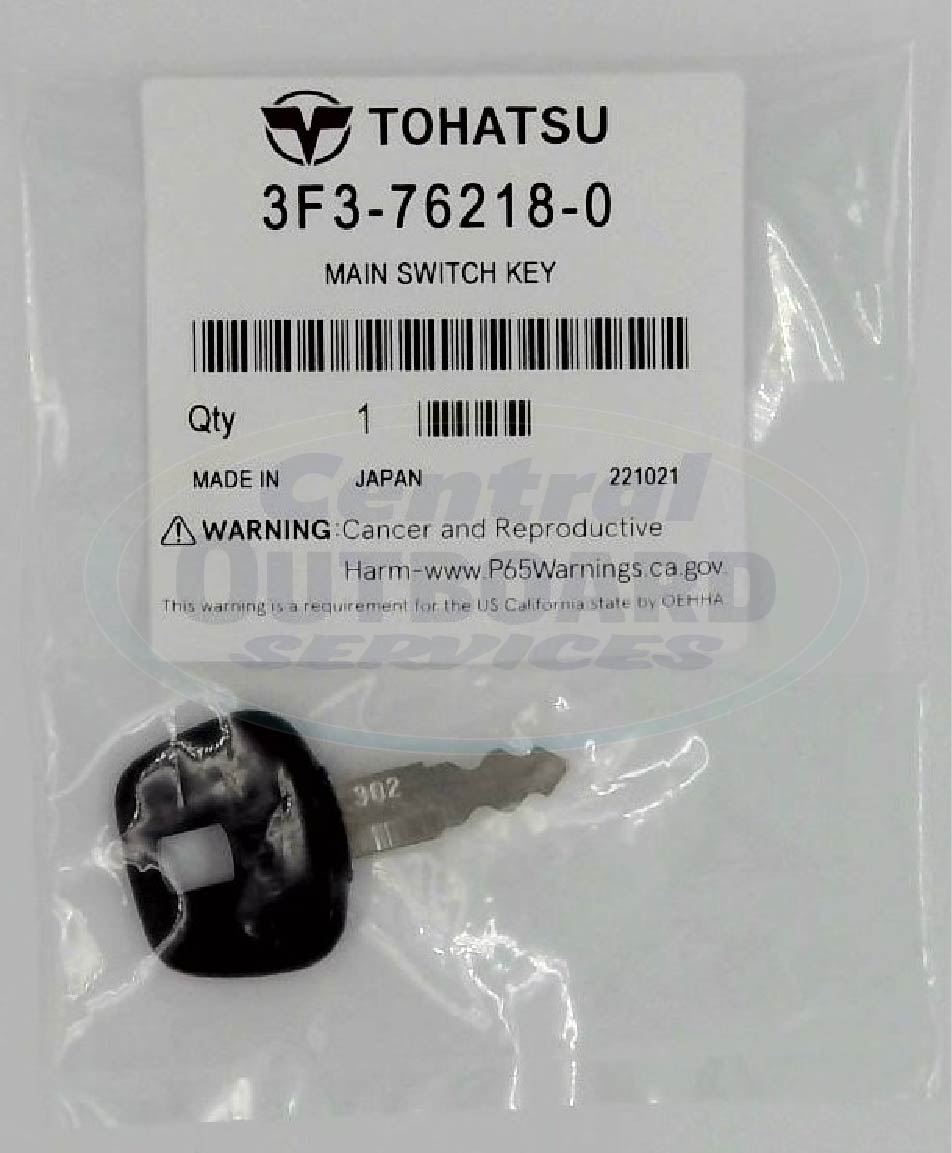 TOHATSU
3F3-76218-0
MAIN SWITCH KEY
Qty 1
MADE IN JAPAN 221021
⚠ WARNING:Cancer and Reproductive
Harm-www.P65Warnings.ca.gov.
This warning is a requirement for the US California state by OEHHA.
Central
OUTBOARD
SERVICES
302